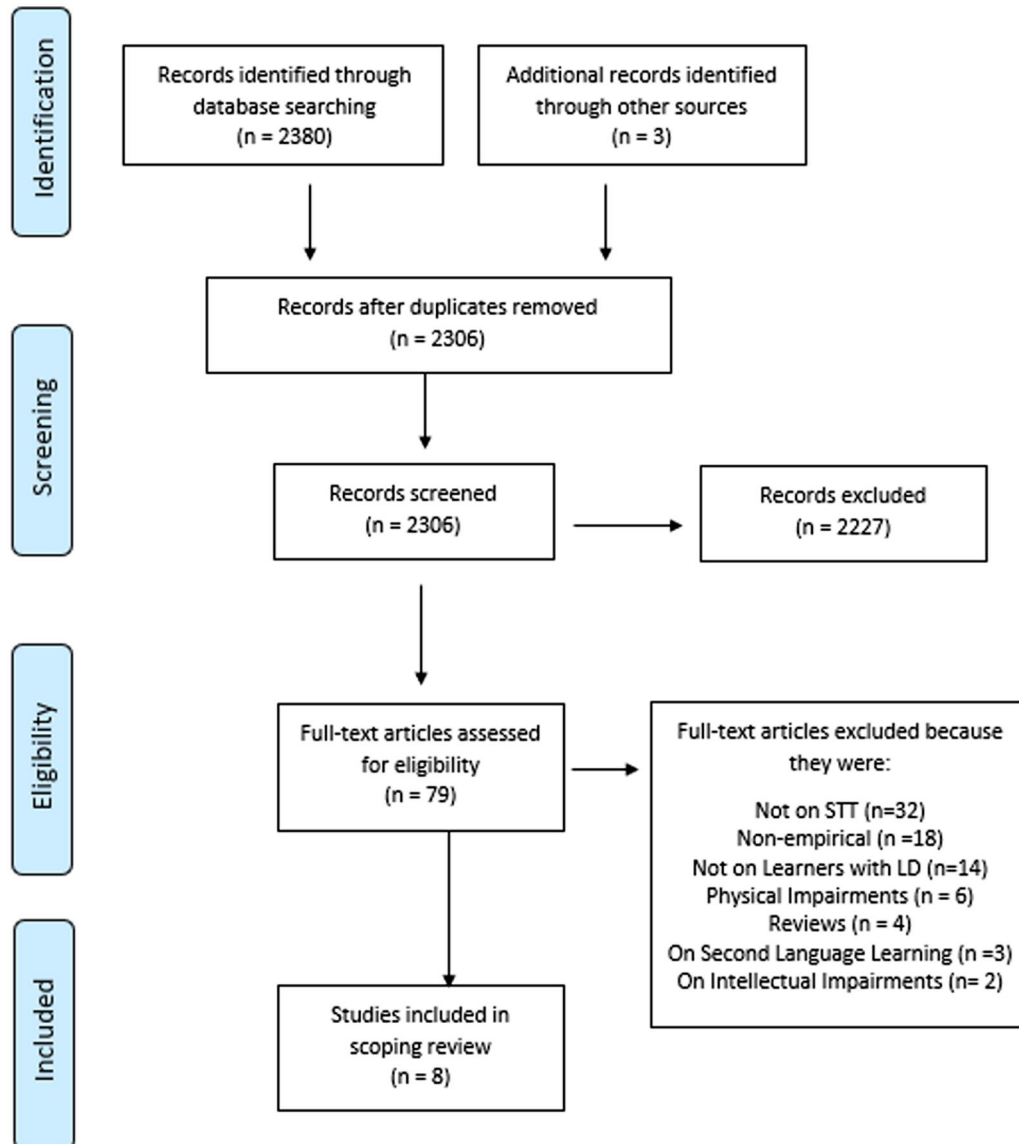 Identification
Records identified through
database searching
(n = 2380)
Additional records identified
through other sources
(n = 3)
Screening
Records after duplicates removed
(n = 2306)
Records screened
(n = 2306)
Records excluded
(n = 2227)
Eligibility
Full-text articles assessed
for eligibility
(n = 79)
Full-text articles excluded because
they were:
Not on STT (n=32)
Non-empirical (n =18)
Not on Learners with LD (n=14)
Physical Impairments (n = 6)
Reviews (n = 4)
On Second Language Learning (n =3)
On Intellectual Impairments (n= 2)
Included
Studies included in
scoping review
(n = 8)